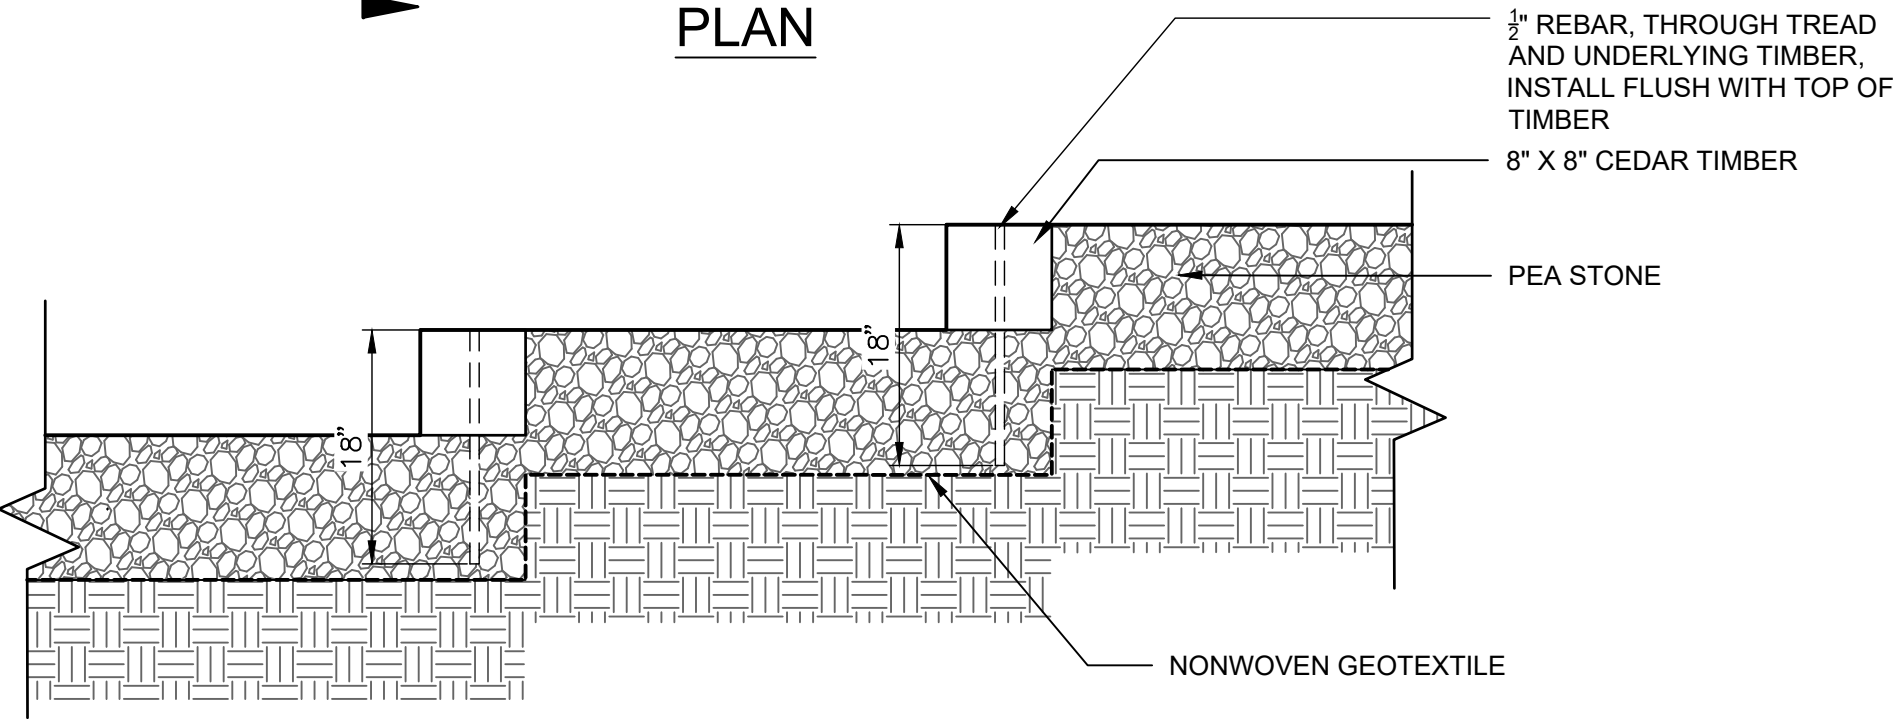 PLAN
½" REBAR, THROUGH TREAD
AND UNDERLYING TIMBER,
INSTALL FLUSH WITH TOP OF
TIMBER
8" X 8" CEDAR TIMBER
PEA STONE
18"
18"
NONWOVEN GEOTEXTILE